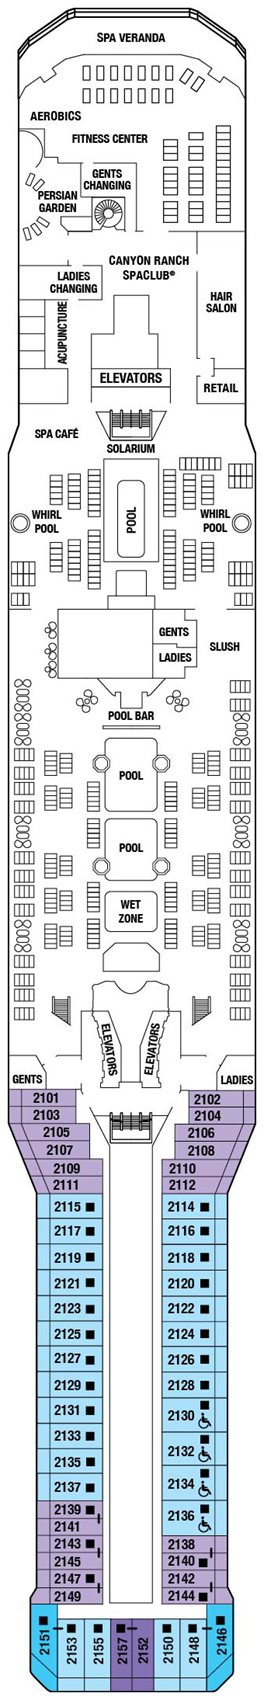 SPA VERANDA
AEROBICS
FITNESS CENTER
GENTS
CHANGING
PERSIAN
GARDEN
CANYON RANCH
SPACLUB®
LADIES
CHANGING
HAIR
SALON
ACUPUNCTURE
ELEVATORS
RETAIL
SPA CAFÉ
SOLARIUM
WHIRL
POOL
POOL
WHIRL
POOL
GENTS
LADIES
SLUSH
POOL BAR
POOL
POOL
WET
ZONE
ELEVATORS
ELEVATORS
GENTS
LADIES
2101 2102
2103 2104
2105 2106
2107 2108
2109 2110
2111 2112
2115 2114
2117 2116
2119 2118
2121 2120
2123 2122
2125 2124
2127 2126
2129 2128
2131 2130
2133 2132
2135 2134
2137 2136
2139 2138
2141 2140
2143 2142
2145 2144
2147
2149
2151 2153 2155 2157 2152 2150 2148 2146